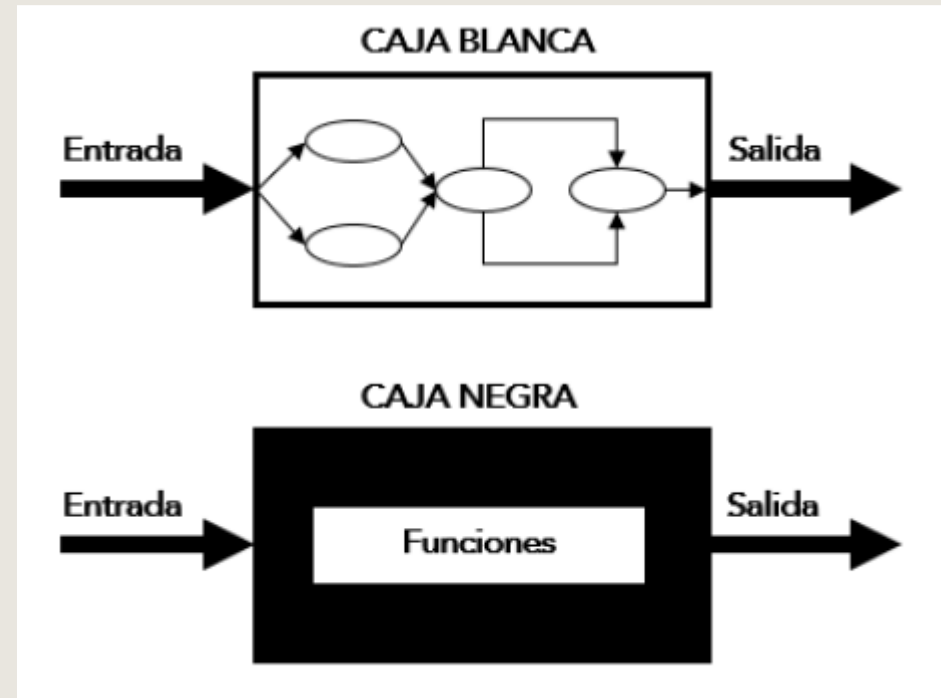 CAJA BLANCA
Entrada
Salida
CAJA NEGRA
Entrada
Salida
Funciones